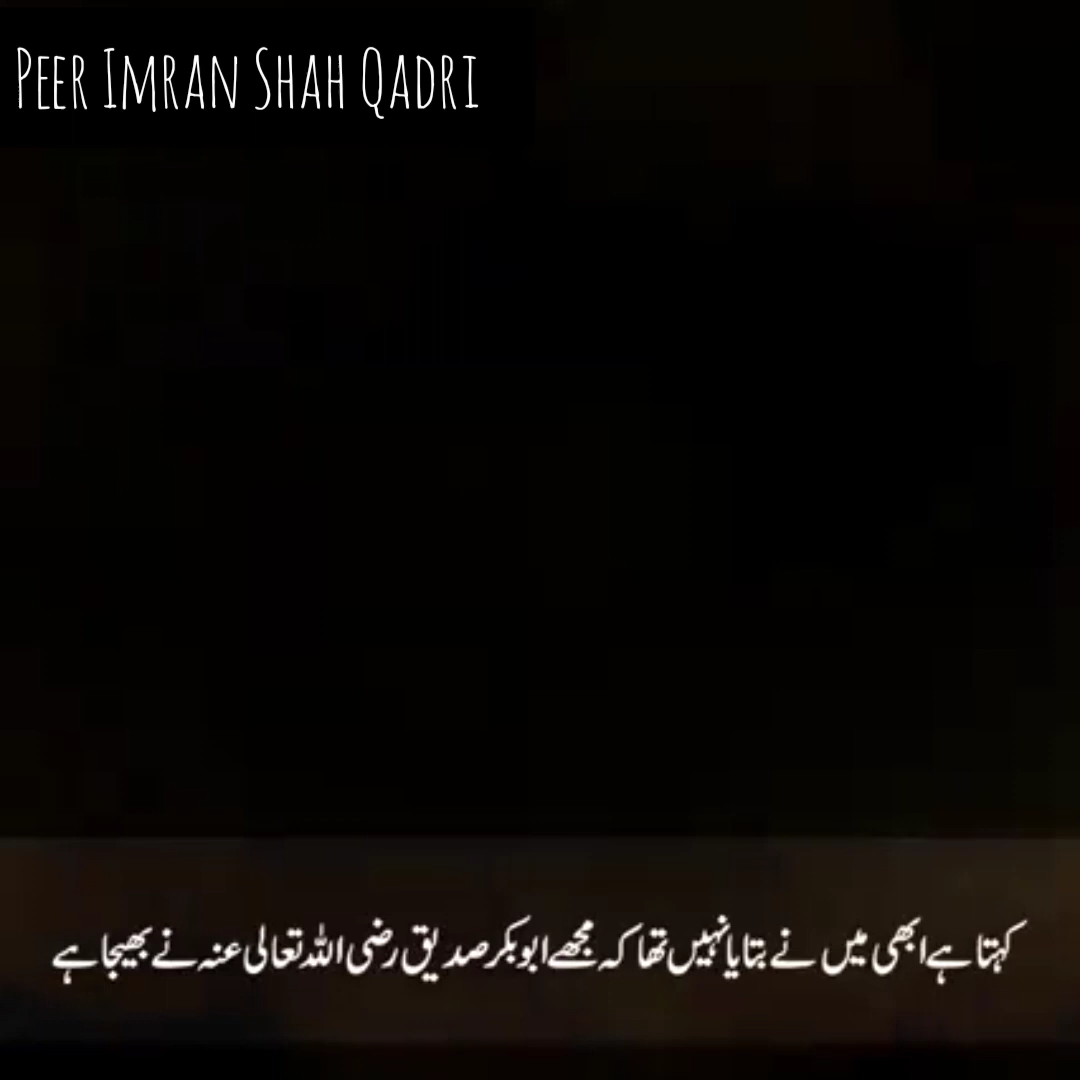 PEER IMRAN SHAH QADRI
کہتا ہے ابھی میں نے بتایا نہیں تھا کہ مجھے ابوبکر صدیق رضی اللہ تعالی عنہ نے بھیجا ہے